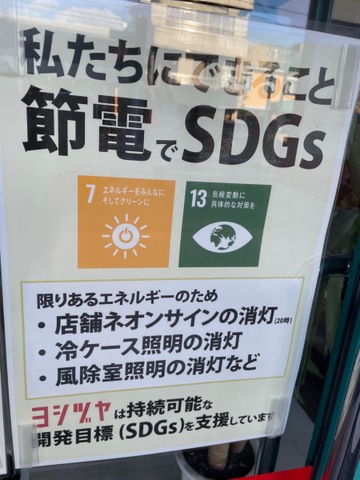 私たちにできること
節電でSDGs
7 エネルギーをみんなに
そしてクリーンに
13 気候変動に
具体的な対策を
限りあるエネルギーのため
・店舗ネオンサインの消灯(20時)
・冷ケース照明の消灯
・風除室照明の消灯など
ヨシヅヤは持続可能な
開発目標(SDGs)を支援しています